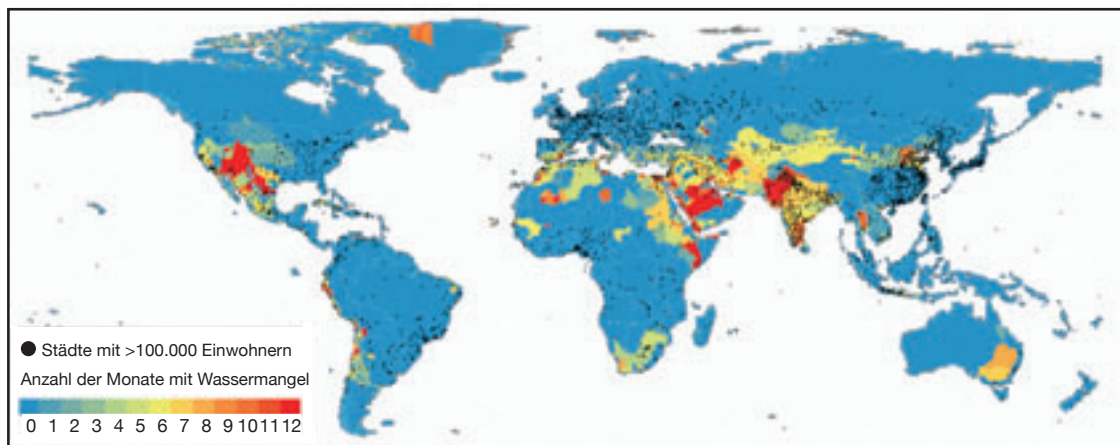 Städte mit >100.000 Einwohnern
Anzahl der Monate mit Wassermangel
0 1 2 3 4 5 6 7 8 9 10 11 12